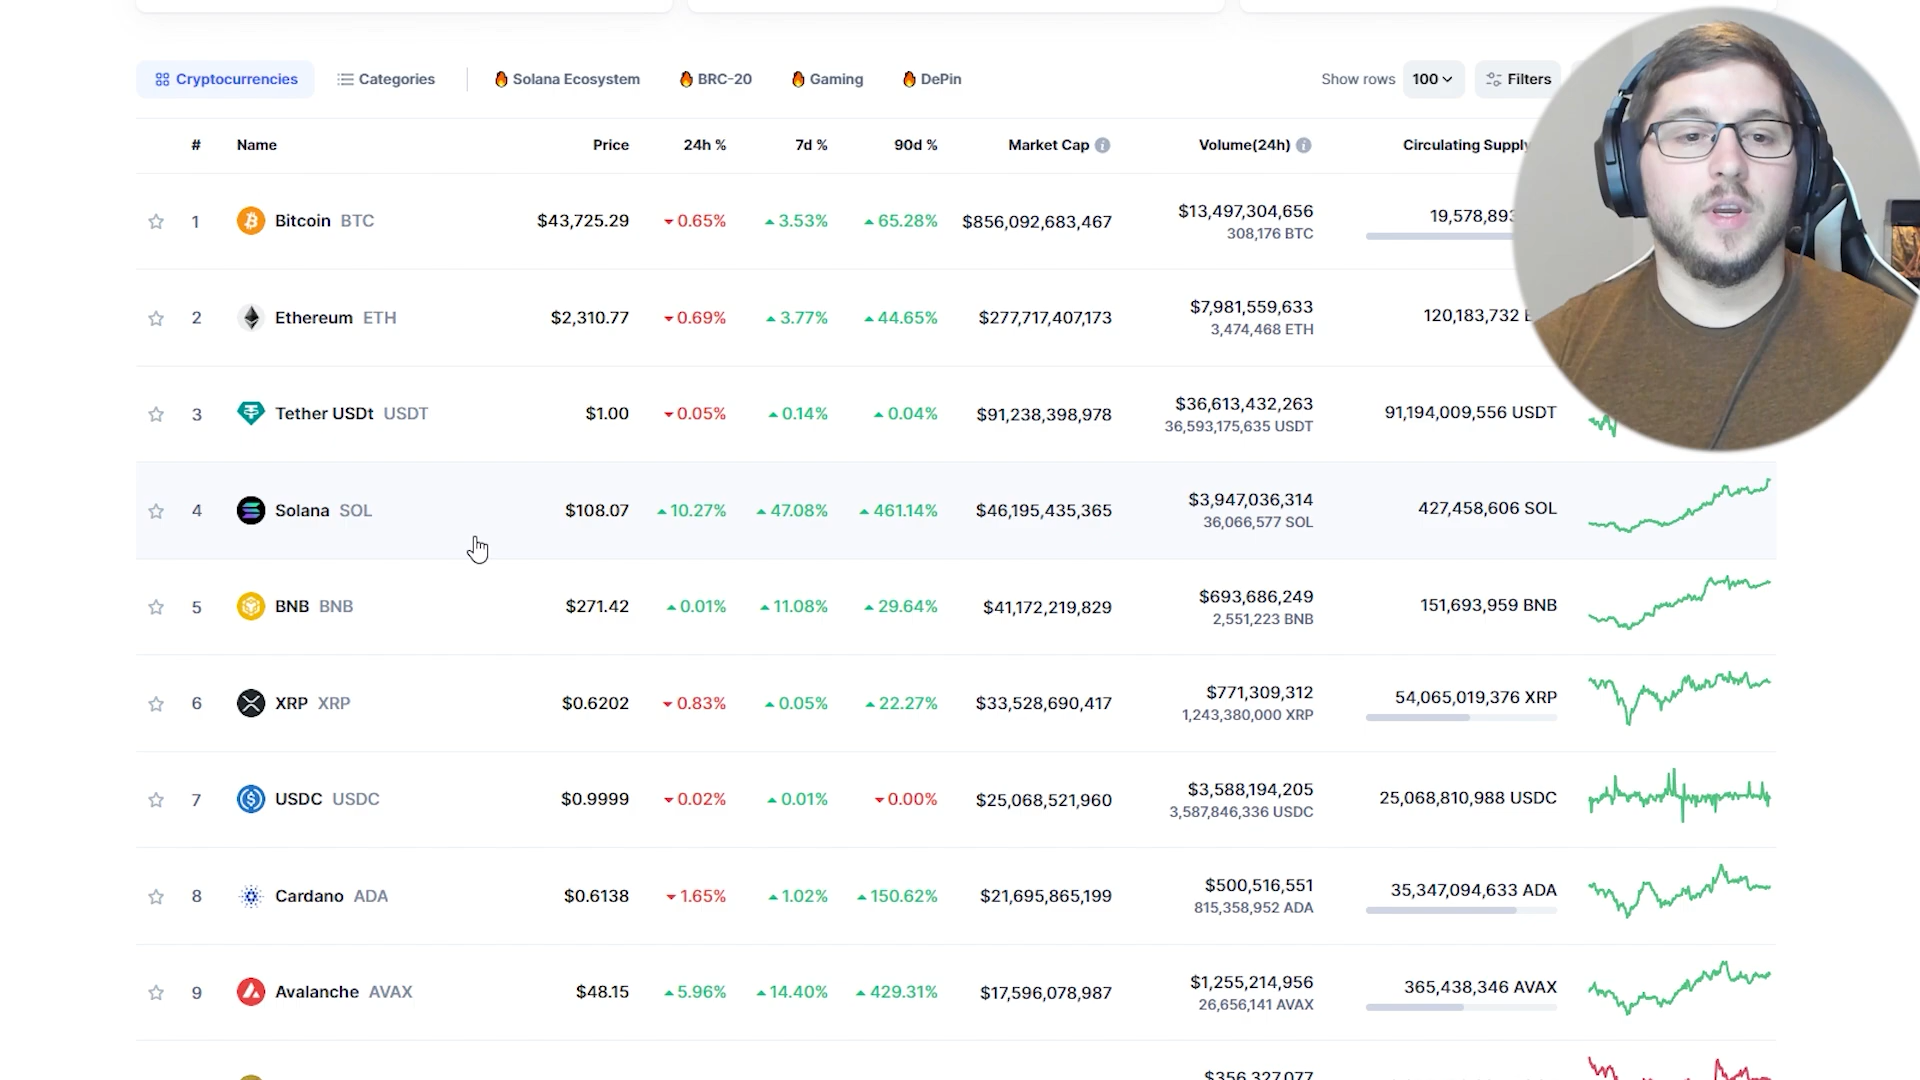 Cryptocurrencies Categories Solana Ecosystem BRC-20 Gaming DePin Show rows 100 Filters
# Name Price 24h % 7d % 90d % Market Cap Volume(24h) Circulating Supply
1 Bitcoin BTC $43,725.29 0.65% 3.53% 65.28% $856,092,683,467 $13,497,304,656 19,578,893
308,176 BTC
2 Ethereum ETH $2,310.77 0.69% 3.77% 44.65% $277,717,407,173 $7,981,559,633 120,183,732
3,474,468 ETH
3 Tether USDt USDT $1.00 0.05% 0.14% 0.04% $91,238,398,978 $36,613,432,263 91,194,009,556 USDT
36,593,175,635 USDT
4 Solana SOL $108.07 10.27% 47.08% 461.14% $46,195,435,365 $3,947,036,314 427,458,606 SOL
36,066,577 SOL
5 BNB BNB $271.42 0.01% 11.08% 29.64% $41,172,219,829 $693,686,249 151,693,959 BNB
2,551,223 BNB
6 XRP XRP $0.6202 0.83% 0.05% 22.27% $33,528,690,417 $771,309,312 54,065,019,376 XRP
1,243,380,000 XRP
7 USDC USDC $0.9999 0.02% 0.01% 0.00% $25,068,521,960 $3,588,194,205 25,068,810,988 USDC
3,587,846,336 USDC
8 Cardano ADA $0.6138 1.65% 1.02% 150.62% $21,695,865,199 $500,516,551 35,347,094,633 ADA
815,358,952 ADA
9 Avalanche AVAX $48.15 5.96% 14.40% 429.31% $17,596,078,987 $1,255,214,956 365,438,346 AVAX
26,656,141 AVAX
$356,327,077